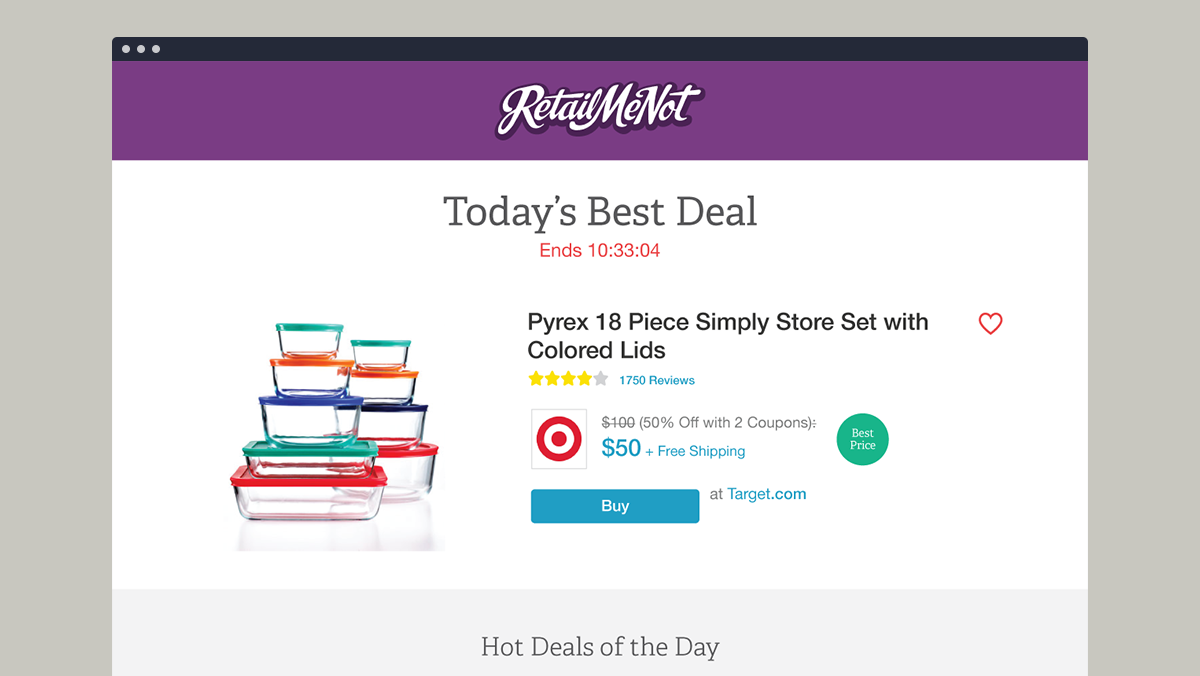 RetailMeNot
Today’s Best Deal
Ends 10:33:04
Pyrex 18 Piece Simply Store Set with
Colored Lids
1750 Reviews
$100 (50% Off with 2 Coupons):
$50 + Free Shipping
Best
Price
Buy
at Target.com
Hot Deals of the Day